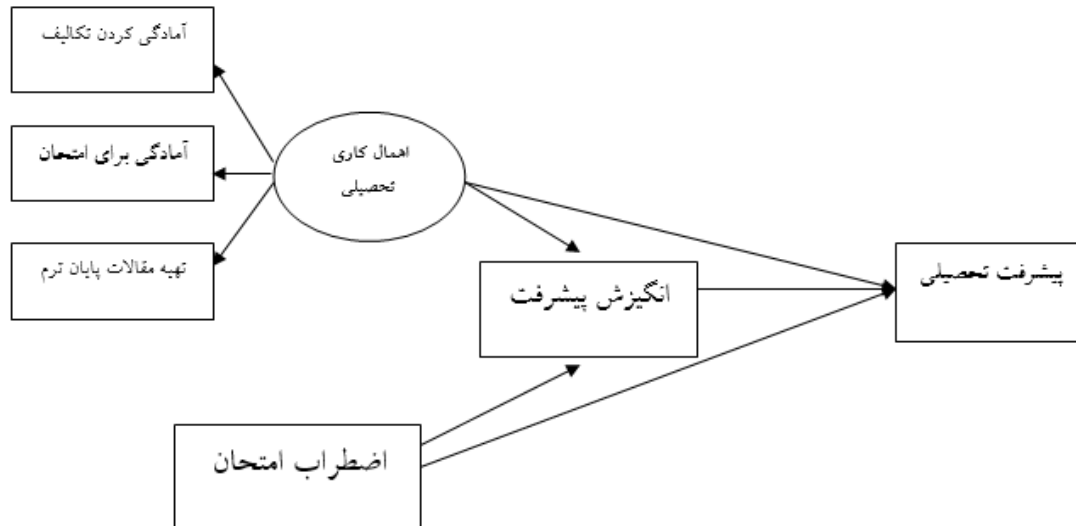 آمادگی کردن تکالیف
آمادگی برای امتحان
تهیه مقالات پایان ترم
اهمال کاری
تحصیلی
انگیزش پیشرفت
پیشرفت تحصیلی
اضطراب امتحان